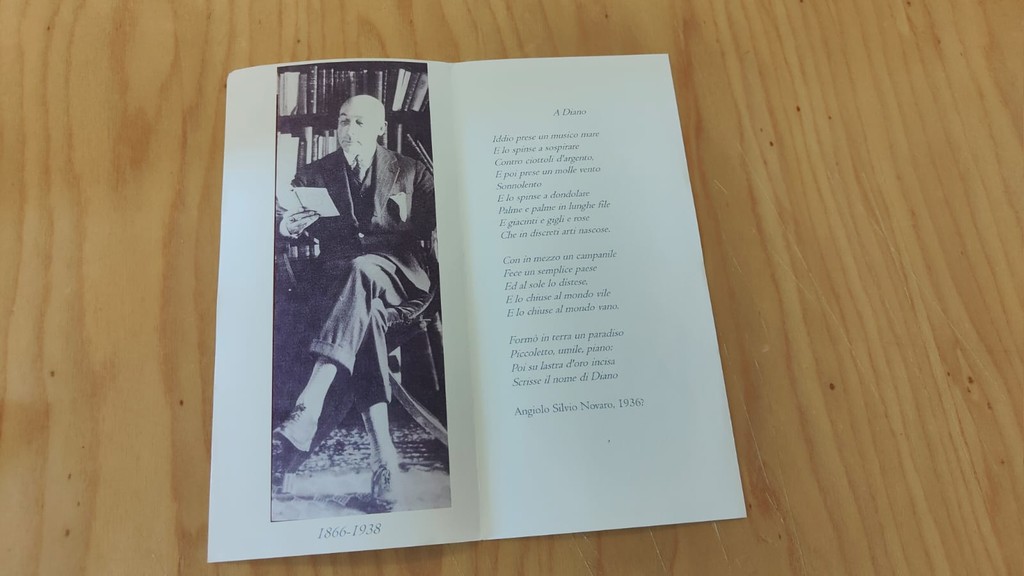 1866-1938
A Diano
Iddio prese un musico mare
E lo spinse a sospirare
Contro ciottoli d'argento,
E poi prese un molle vento
Sonnolento
E lo spinse a dondolare
Palme e palme in lunghe file
E giacinti e gigli e rose
Che in discreti arti nascose.
Con in mezzo un campanile
Fece un semplice paese
Ed al sole lo distese,
E lo chiuse al mondo vile
E lo chiuse al mondo vano.
Formò in terra un paradiso
Piccoletto, umile, piano:
Poi su lastra d'oro incisa
Scrisse il nome di Diano
Angiolo Silvio Novaro, 1936?